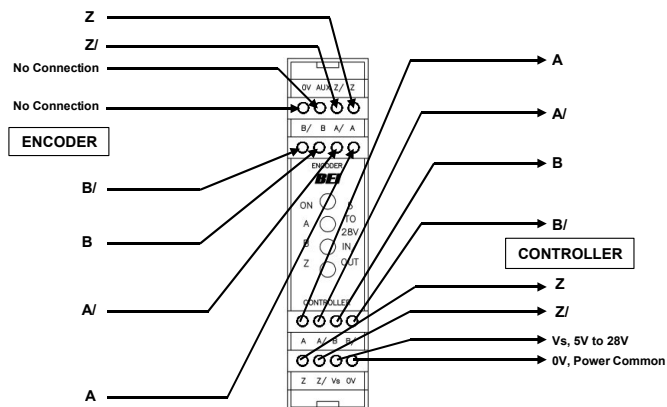 Z
Z/
No Connection
No Connection
ENCODER
B/
B
A/
A
0V AUX Z/ Z
B/ B A/ A
ENCODER
BEI
ON 5
A TO
28V
B IN
Z OUT
CONTROLLER
A A/ B B/
Z Z/ Vs 0V
A
A/
B
B/
CONTROLLER
Z
Z/
Vs, 5V to 28V
0V, Power Common